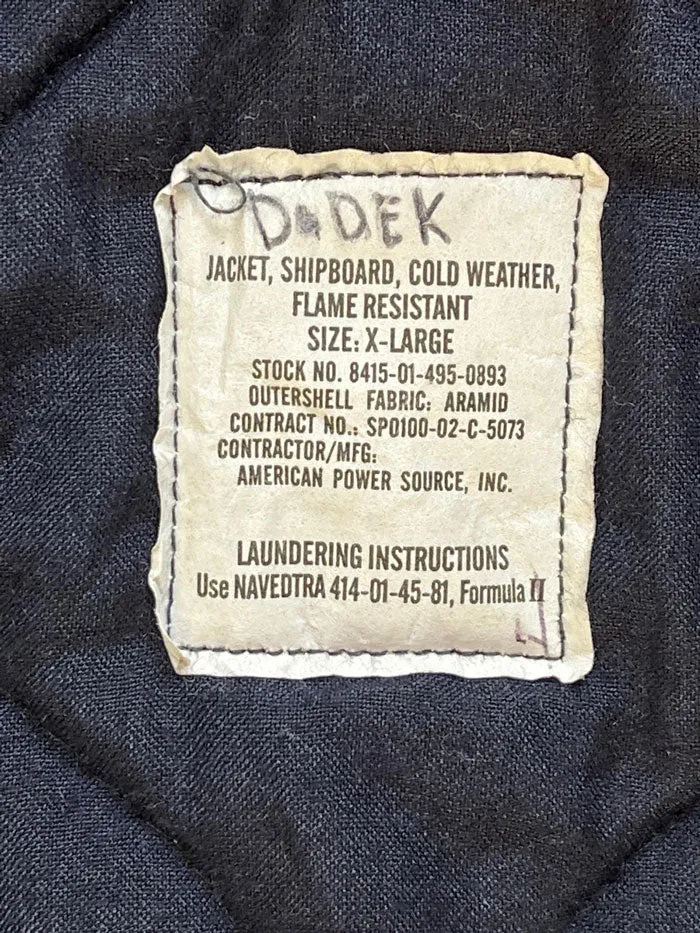 DUDEK
JACKET, SHIPBOARD, COLD WEATHER,
FLAME RESISTANT
SIZE: X-LARGE
STOCK NO. 8415-01-495-0893
OUTERSHELL FABRIC: ARAMID
CONTRACT NO.: SP0100-02-C-5073
CONTRACTOR/MFG:
AMERICAN POWER SOURCE, INC.
LAUNDERING INSTRUCTIONS
Use NAVEDTRA 414-01-45-81, Formula II